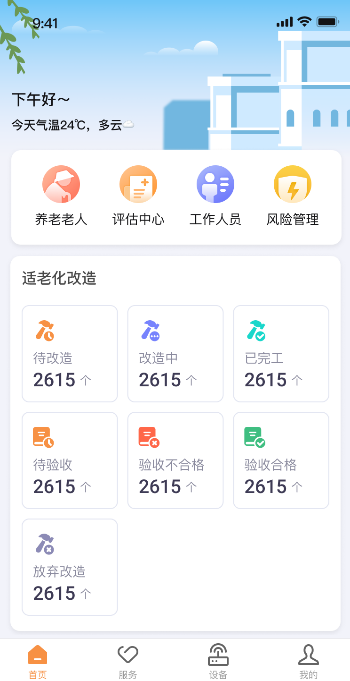 9:41
下午好～
今天气温24℃，多云
养老老人 评估中心 工作人员 风险管理
适老化改造
待改造 改造中 已完工
2615 个 2615 个 2615 个
待验收 验收不合格 验收合格
2615 个 2615 个 2615 个
放弃改造
2615 个
首页 服务 设备 我的